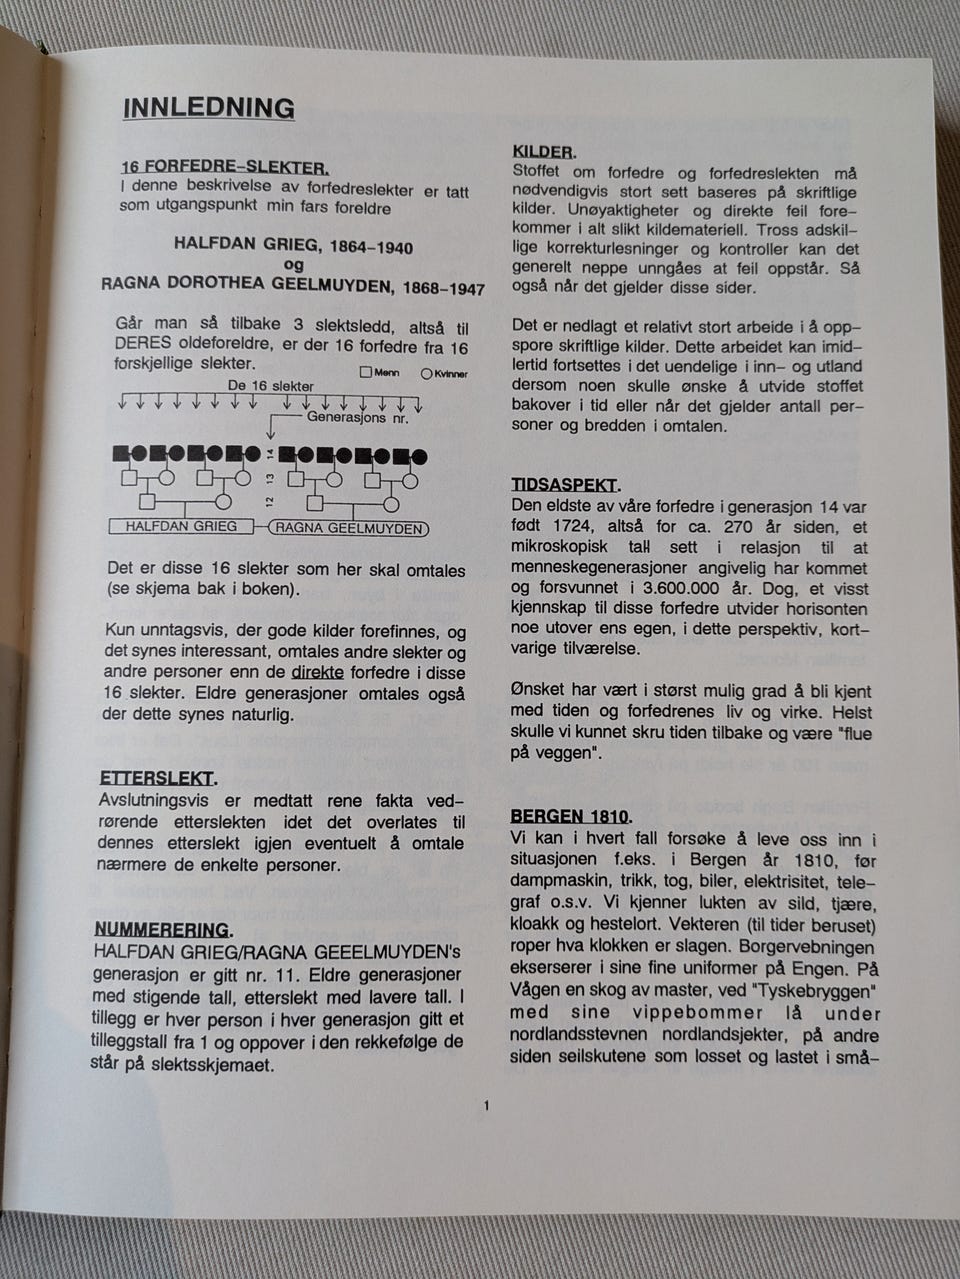 INNLEDNING
16 FORFEDRE-SLEKTER.
I denne beskrivelse av forfedreslekter er tatt
som utgangspunkt min fars foreldre
HALFDAN GRIEG, 1864-1940
og
RAGNA DOROTHEA GEELMUYDEN, 1868-1947
Går man så tilbake 3 slektsledd, altså til
DERES oldeforeldre, er der 16 forfedre fra 16
forskjellige slekter.
Menn Kvinner
De 16 slekter
Generasjons nr.
14
13
12
HALFDAN GRIEG RAGNA GEELMUYDEN
Det er disse 16 slekter som her skal omtales
(se skjema bak i boken).
Kun unntagsvis, der gode kilder forefinnes, og
det synes interessant, omtales andre slekter og
andre personer enn de direkte forfedre i disse
16 slekter. Eldre generasjoner omtales også
der dette synes naturlig.
ETTERSLEKT.
Avslutningsvis er medtatt rene fakta ved-
rørende etterslekten idet det overlates til
dennes etterslekt igjen eventuelt å omtale
nærmere de enkelte personer.
NUMMERERING.
HALFDAN GRIEG/RAGNA GEEELMUYDEN's
generasjon er gitt nr. 11. Eldre generasjoner
med stigende tall, etterslekt med lavere tall. I
tillegg er hver person i hver generasjon gitt et
tilleggstall fra 1 og oppover i den rekkefølge de
står på slektsskjemaet.
KILDER.
Stoffet om forfedre og forfedreslekten må
nødvendigvis stort sett baseres på skriftlige
kilder. Unøyaktigheter og direkte feil fore-
kommer i alt slikt kildemateriell. Tross adskil-
lige korrekturlesninger og kontroller kan det
generelt neppe unngåes at feil oppstår. Så
også når det gjelder disse sider.
Det er nedlagt et relativt stort arbeide i å opp-
spore skriftlige kilder. Dette arbeidet kan imid-
lertid fortsettes i det uendelige i inn- og utland
dersom noen skulle ønske å utvide stoffet
bakover i tid eller når det gjelder antall per-
soner og bredden i omtalen.
TIDSASPEKT.
Den eldste av våre forfedre i generasjon 14 var
født 1724, altså for ca. 270 år siden, et
mikroskopisk tall sett i relasjon til at
menneskegenerasjoner angivelig har kommet
og forsvunnet i 3.600.000 år. Dog, et visst
kjennskap til disse forfedre utvider horisonten
noe utover ens egen, i dette perspektiv, kort-
varige tilværelse.
Ønsket har vært i størst mulig grad å bli kjent
med tiden og forfedrenes liv og virke. Helst
skulle vi kunnet skru tiden tilbake og være "flue
på veggen".
BERGEN 1810.
Vi kan i hvert fall forsøke å leve oss inn i
situasjonen f.eks. i Bergen år 1810, før
dampmaskin, trikk, tog, biler, elektrisitet, tele-
graf o.s.v. Vi kjenner lukten av sild, tjære,
kloakk og hestelort. Vekteren (til tider beruset)
roper hva klokken er slagen. Borgervebningen
ekserserer i sine fine uniformer på Engen. På
Vågen en skog av master, ved "Tyskebryggen"
med sine vippebommer lå under
nordlandsstevnen nordlandsjekter, på andre
siden seilskutene som losset og lastet i små-
1